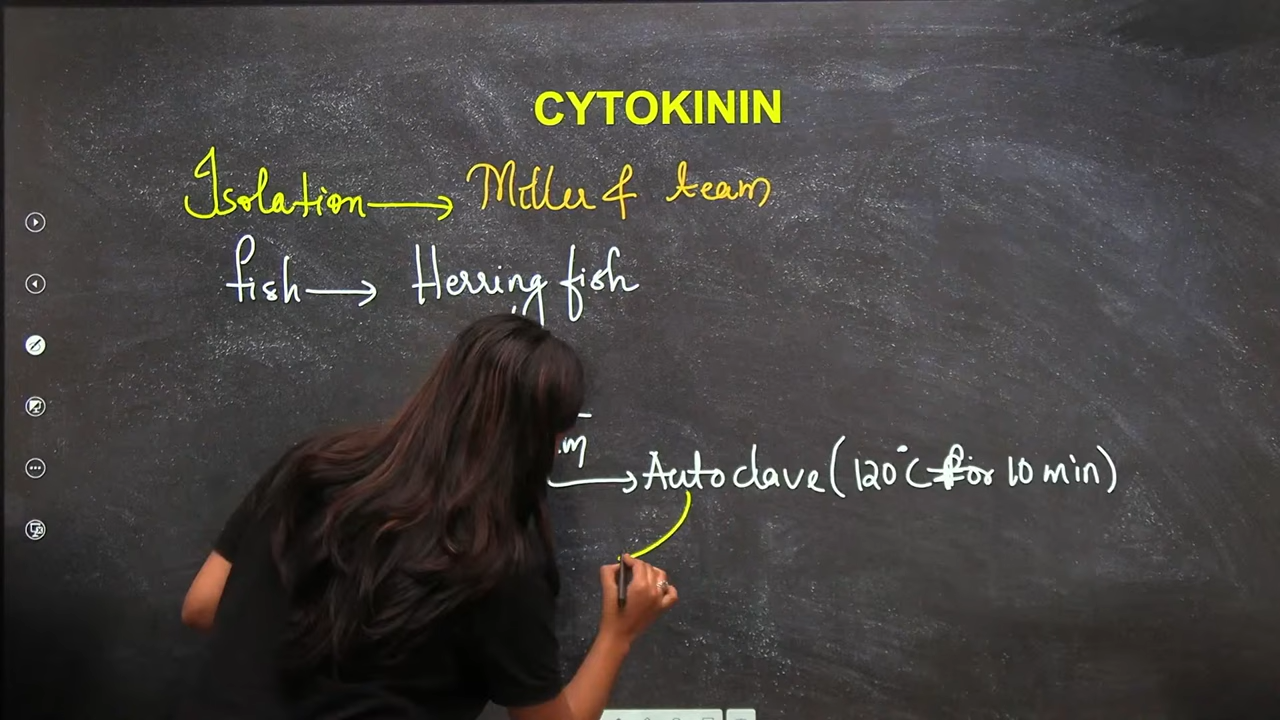 CYTOKININ
Isolation → Miller & team
fish → Herring fish
→ Autoclave (120°C for 10 min)